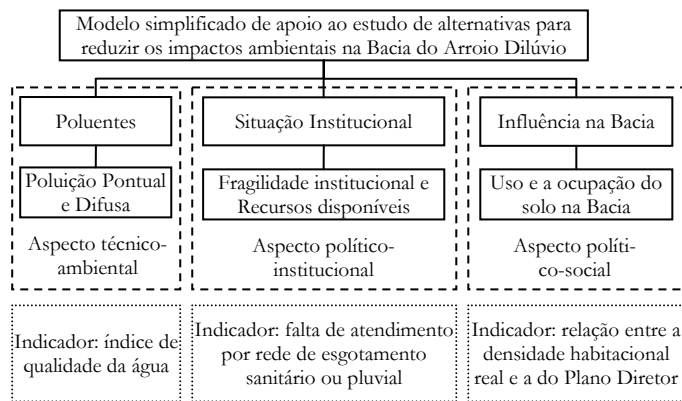 Modelo simplificado de apoio ao estudo de alternativas para
reduzir os impactos ambientais na Bacia do Arroio Dilúvio
Poluentes
Poluição Pontual
e Difusa
Aspecto técnico-
ambiental
Indicador: índice de
qualidade da água
Situação Institucional
Fragilidade institucional e
Recursos disponíveis
Aspecto político-
institucional
Indicador: falta de atendimento
por rede de esgotamento
sanitário ou pluvial
Influência na Bacia
Uso e a ocupação do
solo na Bacia
Aspecto políti-
co-social
Indicador: relação entre a
densidade habitacional
real e a do Plano Diretor